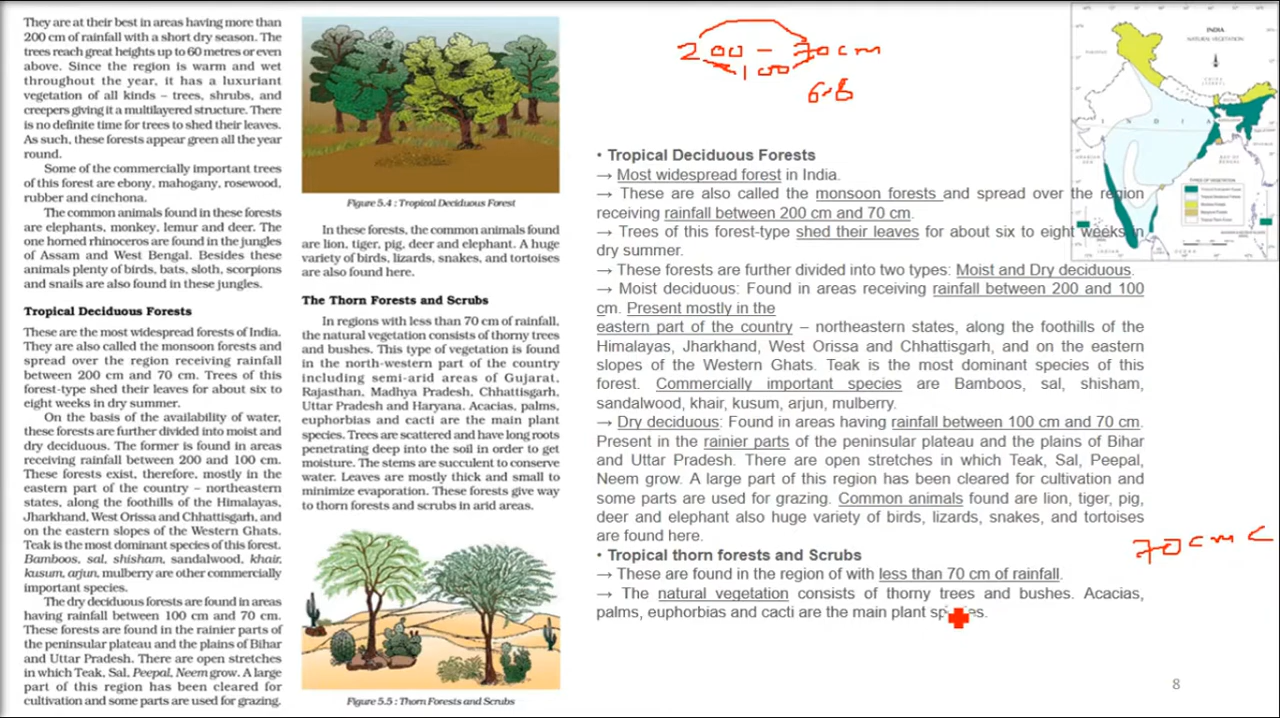 They are at their best in areas having more than
200 cm of rainfall with a short dry season. The
trees reach great heights up to 60 metres or even
above. Since the region is warm and wet
throughout the year, it has a luxuriant
vegetation of all kinds – trees, shrubs, and
creepers giving it a multilayered structure. There
is no definite time for trees to shed their leaves.
As such, these forests appear green all the year
round.
Some of the commercially important trees
of this forest are ebony, mahogany, rosewood,
rubber and cinchona.
The common animals found in these forests
are elephants, monkey, lemur and deer. The
one horned rhinoceros are found in the jungles
of Assam and West Bengal. Besides these
animals plenty of birds, bats, sloth, scorpions
and snails are also found in these jungles.
Tropical Deciduous Forests
These are the most widespread forests of India.
They are also called the monsoon forests and
spread over the region receiving rainfall
between 200 cm and 70 cm. Trees of this
forest-type shed their leaves for about six to
eight weeks in dry summer.
On the basis of the availability of water,
these forests are further divided into moist and
dry deciduous. The former is found in areas
receiving rainfall between 200 and 100 cm.
These forests exist, therefore, mostly in the
eastern part of the country – northeastern
states, along the foothills of the Himalayas,
Jharkhand, West Orissa and Chhattisgarh, and
on the eastern slopes of the Western Ghats.
Teak is the most dominant species of this forest.
Bamboos, sal, shisham, sandalwood, khair,
kusum, arjun, mulberry are other commercially
important species.
The dry deciduous forests are found in areas
having rainfall between 100 cm and 70 cm.
These forests are found in the rainier parts of
the peninsular plateau and the plains of Bihar
and Uttar Pradesh. There are open stretches
in which Teak, Sal, Peepal, Neem grow. A large
part of this region has been cleared for
cultivation and some parts are used for grazing.
Figure 5.4 : Tropical Deciduous Forest
In these forests, the common animals found
are lion, tiger, pig, deer and elephant. A huge
variety of birds, lizards, snakes, and tortoises
are also found here.
The Thorn Forests and Scrubs
In regions with less than 70 cm of rainfall,
the natural vegetation consists of thorny trees
and bushes. This type of vegetation is found
in the north-western part of the country
including semi-arid areas of Gujarat,
Rajasthan, Madhya Pradesh, Chhattisgarh,
Uttar Pradesh and Haryana. Acacias, palms,
euphorbias and cacti are the main plant
species. Trees are scattered and have long roots
penetrating deep into the soil in order to get
moisture. The stems are succulent to conserve
water. Leaves are mostly thick and small to
minimize evaporation. These forests give way
to thorn forests and scrubs in arid areas.
Figure 5.5 : Thorn Forests and Scrubs
200 – 70 cm
100
6-8
• Tropical Deciduous Forests
→ Most widespread forest in India.
→ These are also called the monsoon forests and spread over the region
receiving rainfall between 200 cm and 70 cm.
→ Trees of this forest-type shed their leaves for about six to eight weeks in
dry summer.
→ These forests are further divided into two types: Moist and Dry deciduous.
→ Moist deciduous: Found in areas receiving rainfall between 200 and 100
cm. Present mostly in the
eastern part of the country – northeastern states, along the foothills of the
Himalayas, Jharkhand, West Orissa and Chhattisgarh, and on the eastern
slopes of the Western Ghats. Teak is the most dominant species of this
forest. Commercially important species are Bamboos, sal, shisham,
sandalwood, khair, kusum, arjun, mulberry.
→ Dry deciduous: Found in areas having rainfall between 100 cm and 70 cm.
Present in the rainier parts of the peninsular plateau and the plains of Bihar
and Uttar Pradesh. There are open stretches in which Teak, Sal, Peepal,
Neem grow. A large part of this region has been cleared for cultivation and
some parts are used for grazing. Common animals found are lion, tiger, pig,
deer and elephant also huge variety of birds, lizards, snakes, and tortoises
are found here.
70 cm <
• Tropical thorn forests and Scrubs
→ These are found in the region of with less than 70 cm of rainfall.
→ The natural vegetation consists of thorny trees and bushes. Acacias,
palms, euphorbias and cacti are the main plant species.
INDIA
NATURAL VEGETATION
INDIA
TYPES OF VEGETATION
8